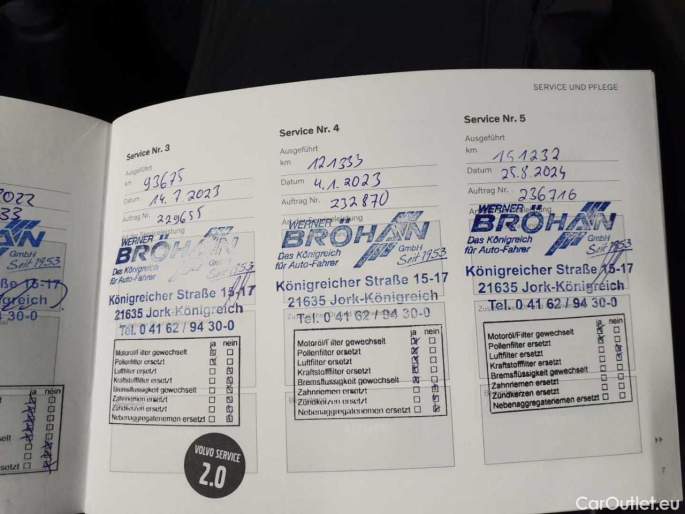 SERVICE UND PFLEGE
2022
33
Service Nr. 3
Ausgeführt
km 93675
Datum 14.7.2023
Auftrag Nr. 229655
WERNER
BRÖHAN
GmbH
Das Königreich
für Auto-Fahrer
Seit 1953
Königreicher Straße 15-17
21635 Jork-Königreich
Tel. 0 41 62 / 94 30-0
ja nein
Motoröl/Filter gewechselt
Pollenfilter ersetzt
Luftfilter ersetzt
Kraftstofffilter ersetzt
Bremsflüssigkeit gewechselt
Zahnriemen ersetzt
Zündkerzen ersetzt
Nebenaggregateriemen ersetzt
VOLVO SERVICE
2.0
Service Nr. 4
Ausgeführt
km 121333
Datum 4.1.2023
Auftrag Nr. 232870
WERNER
BRÖHAN
GmbH
Das Königreich
für Auto-Fahrer
Seit 1953
Königreicher Straße 15-17
21635 Jork-Königreich
Tel. 0 41 62 / 94 30-0
ja nein
Motoröl/Filter gewechselt
Pollenfilter ersetzt
Luftfilter ersetzt
Kraftstofffilter ersetzt
Bremsflüssigkeit gewechselt
Zahnriemen ersetzt
Zündkerzen ersetzt
Nebenaggregateriemen ersetzt
Service Nr. 5
Ausgeführt
km 151232
Datum 25.8.2024
Auftrag Nr. 236716
WERNER
BRÖHAN
GmbH
Das Königreich
für Auto-Fahrer
Seit 1953
Königreicher Straße 15-17
21635 Jork-Königreich
Tel. 0 41 62 / 94 30-0
ja nein
Motoröl/Filter gewechselt
Pollenfilter ersetzt
Luftfilter ersetzt
Kraftstofffilter ersetzt
Bremsflüssigkeit gewechselt
Zahnriemen ersetzt
Zündkerzen ersetzt
Nebenaggregateriemen ersetzt
CarOutlet.eu